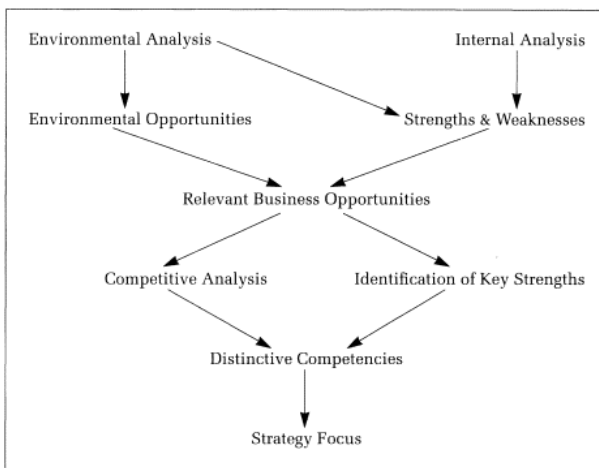 Environmental Analysis
Internal Analysis
Environmental Opportunities
Strengths & Weaknesses
Relevant Business Opportunities
Competitive Analysis
Identification of Key Strengths
Distinctive Competencies
Strategy Focus